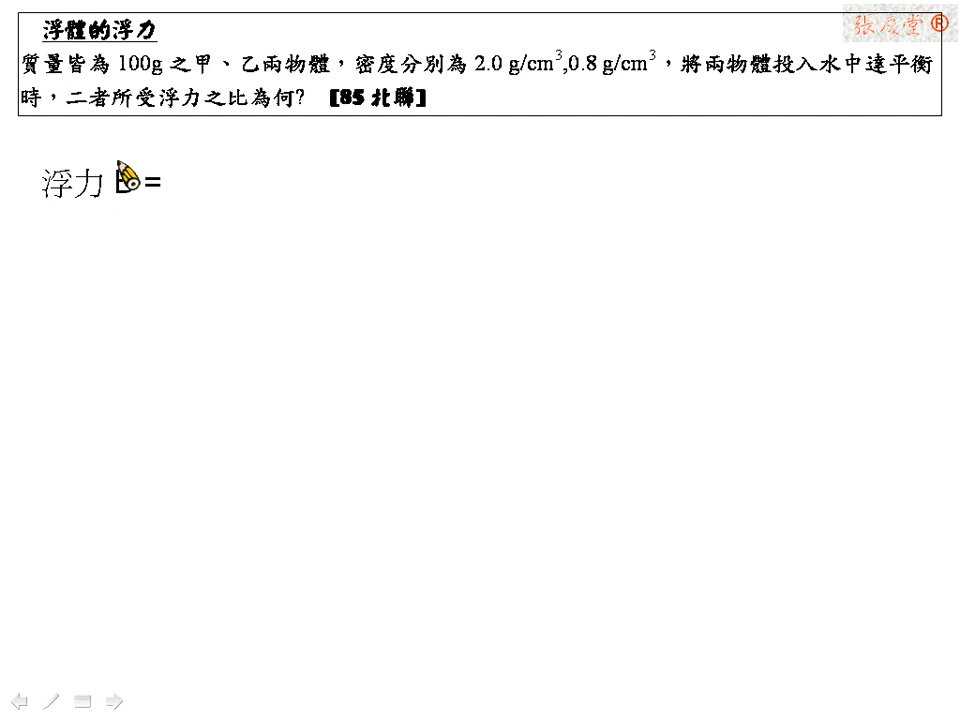 張慶堂®
浮體的浮力
質量皆為 100g 之甲、乙兩物體，密度分別為 2.0 g/cm³,0.8 g/cm³，將兩物體投入水中達平衡
時，二者所受浮力之比為何? 【85 北聯】
浮力 B =